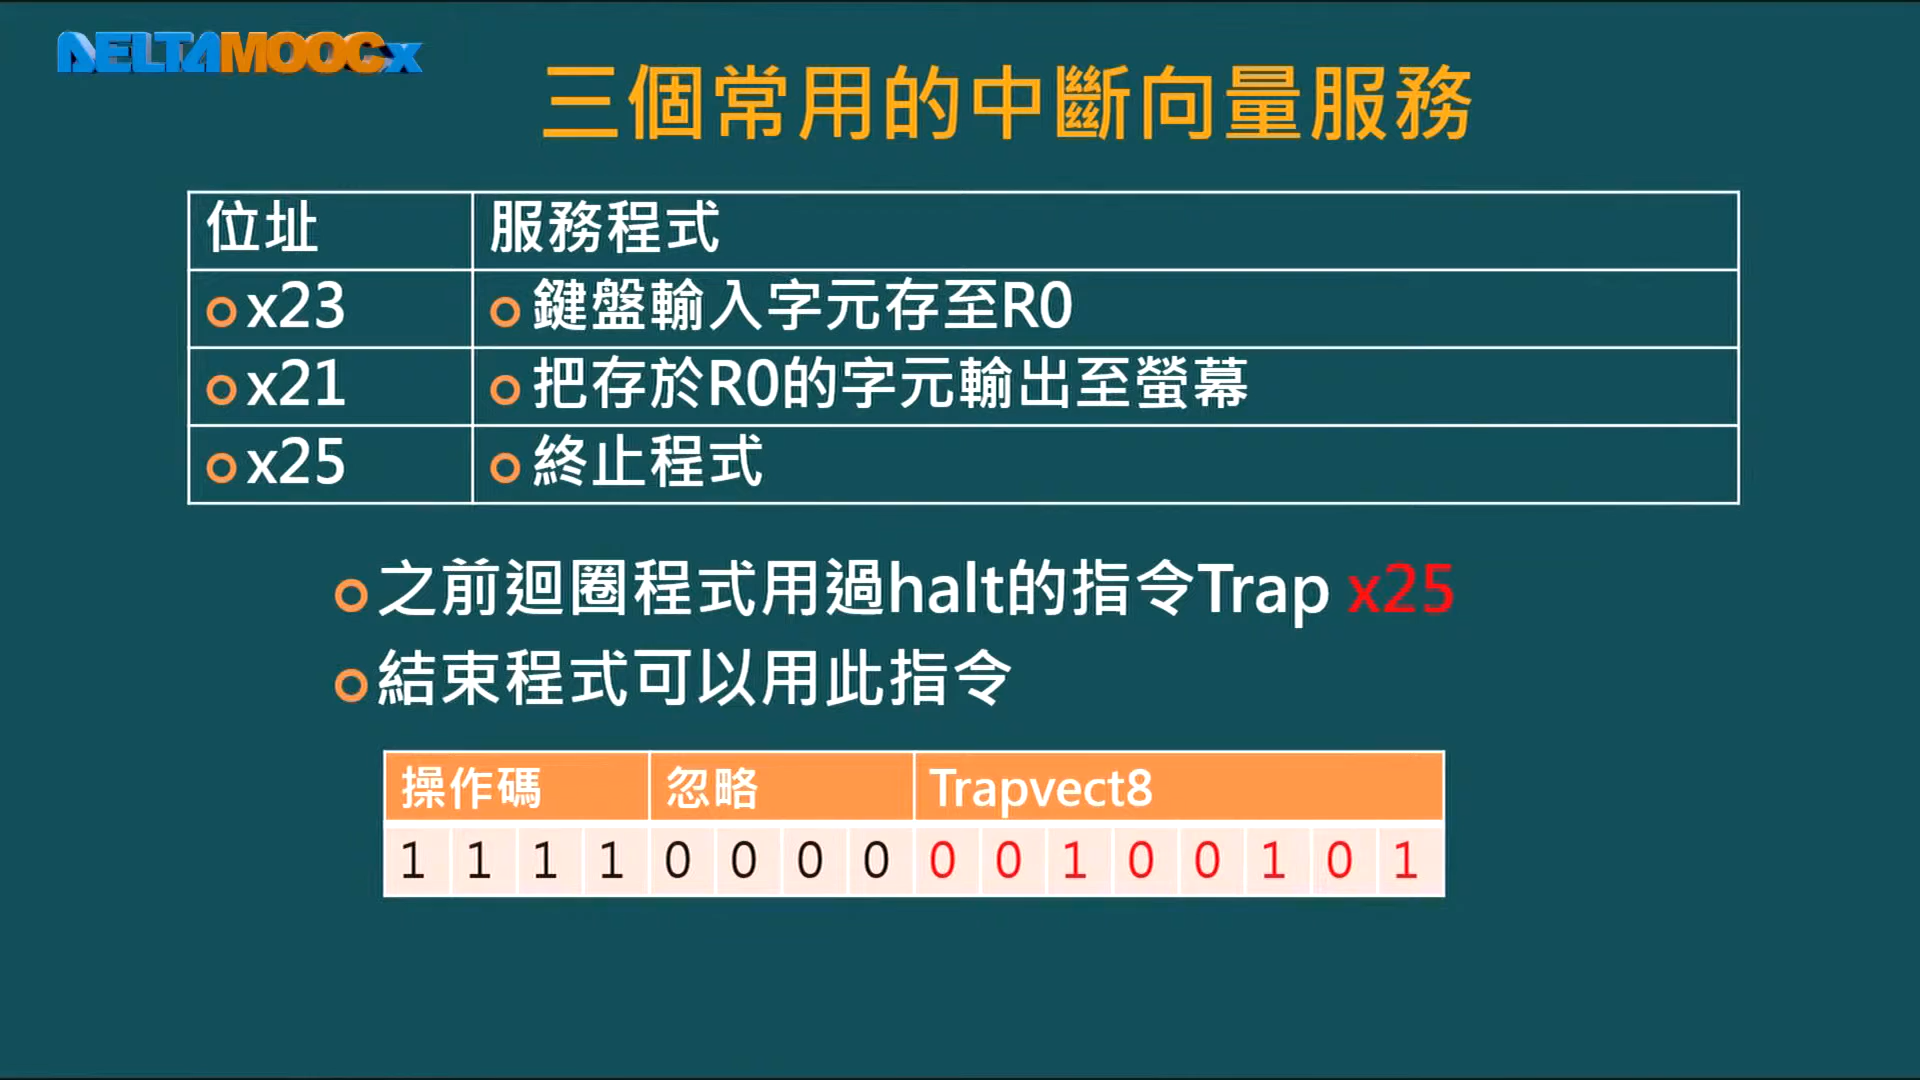 DELTAMOOCx
三個常用的中斷向量服務
位址 服務程式
x23 鍵盤輸入字元存至R0
x21 把存於R0的字元輸出至螢幕
x25 終止程式
之前迴圈程式用過halt的指令Trap x25
結束程式可以用此指令
操作碼 忽略 Trapvect8
1 1 1 1 0 0 0 0 0 0 1 0 0 1 0 1